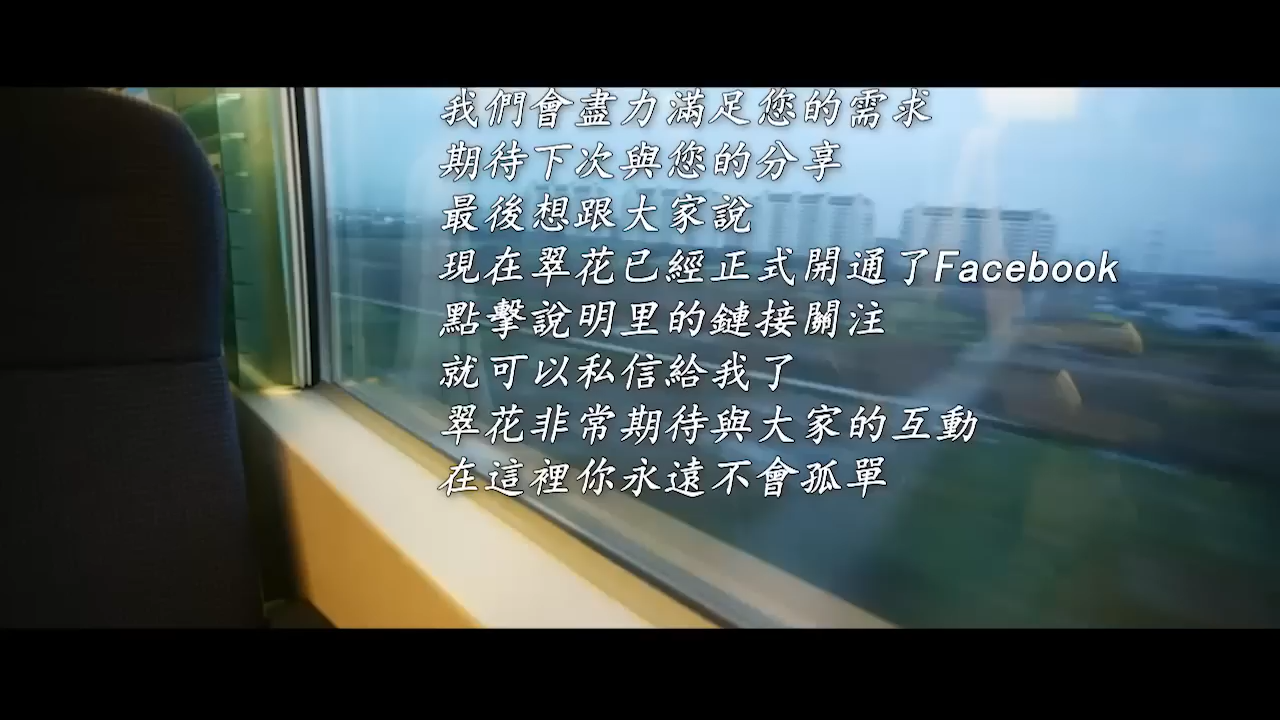 我們會盡力滿足您的需求
期待下次與您的分享
最後想跟大家說
現在翠花已經正式開通了Facebook
點擊說明里的鏈接關注
就可以私信給我了
翠花非常期待與大家的互動
在這裡你永遠不會孤單